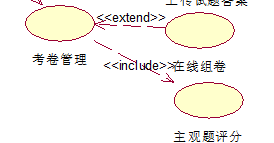 上传试题答案
<<extend>>
考卷管理
<<include>>
在线组卷
主观题评分